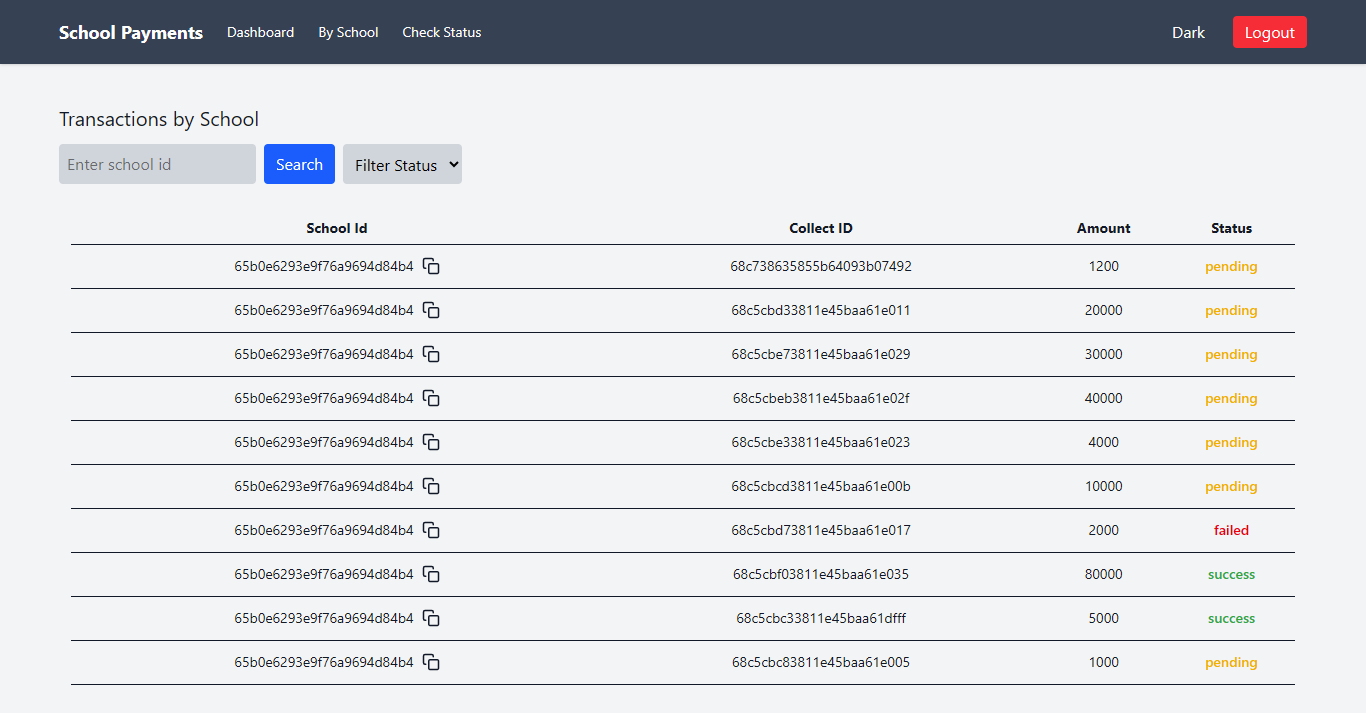 School Payments Dashboard By School Check Status Dark Logout
Transactions by School
Enter school id Search Filter Status
School Id Collect ID Amount Status
65b0e6293e9f76a9694d84b4 68c738635855b64093b07492 1200 pending
65b0e6293e9f76a9694d84b4 68c5cbd33811e45baa61e011 20000 pending
65b0e6293e9f76a9694d84b4 68c5cbe73811e45baa61e029 30000 pending
65b0e6293e9f76a9694d84b4 68c5cbeb3811e45baa61e02f 40000 pending
65b0e6293e9f76a9694d84b4 68c5cbe33811e45baa61e023 4000 pending
65b0e6293e9f76a9694d84b4 68c5cbcd3811e45baa61e00b 10000 pending
65b0e6293e9f76a9694d84b4 68c5cbd73811e45baa61e017 2000 failed
65b0e6293e9f76a9694d84b4 68c5cbf03811e45baa61e035 80000 success
65b0e6293e9f76a9694d84b4 68c5cbc33811e45baa61dfff 5000 success
65b0e6293e9f76a9694d84b4 68c5cbc83811e45baa61e005 1000 pending